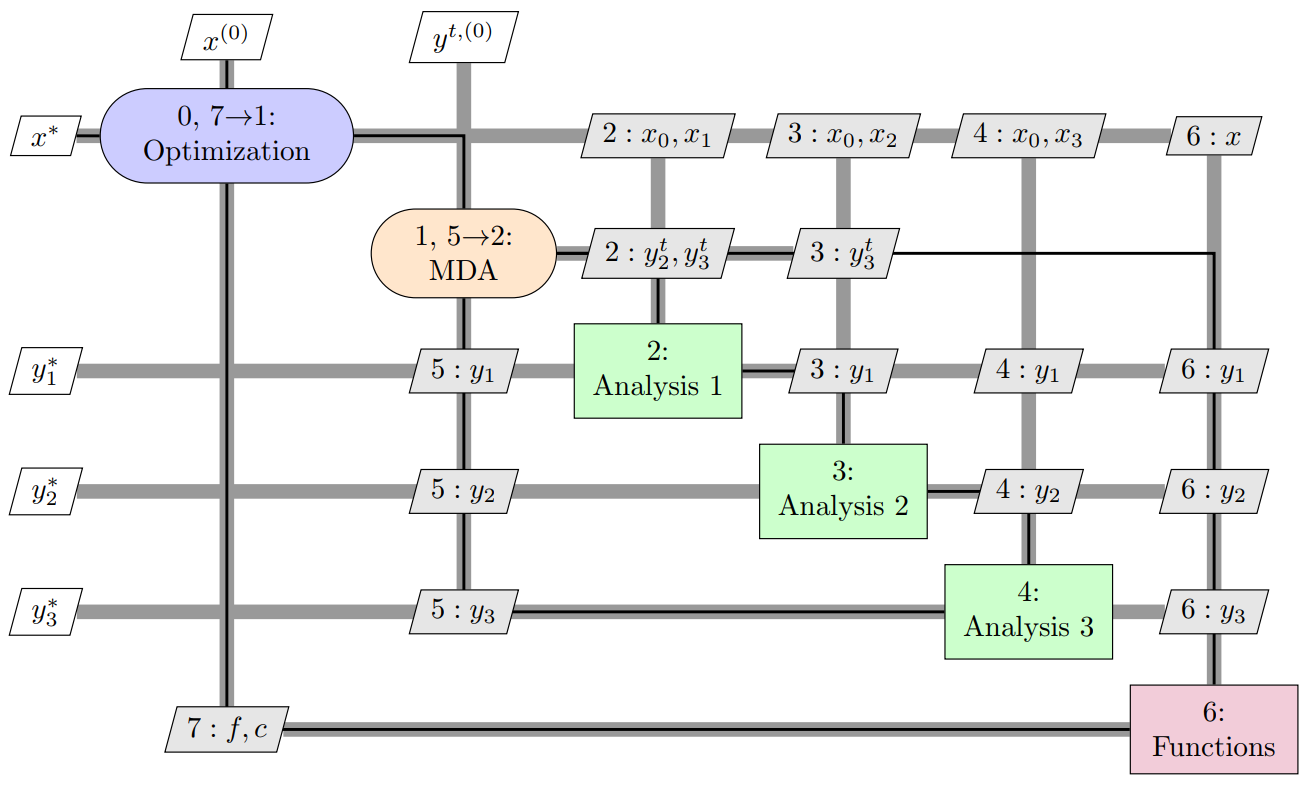 x^{(0)}
y^{t,(0)}
x^*
0, 7→1:
Optimization
2 : x_0, x_1
3 : x_0, x_2
4 : x_0, x_3
6 : x
1, 5→2:
MDA
2 : y_2^t, y_3^t
3 : y_3^t
y_1^*
5 : y_1
2:
Analysis 1
3 : y_1
4 : y_1
6 : y_1
y_2^*
5 : y_2
3:
Analysis 2
4 : y_2
6 : y_2
y_3^*
5 : y_3
4:
Analysis 3
6 : y_3
7 : f, c
6:
Functions